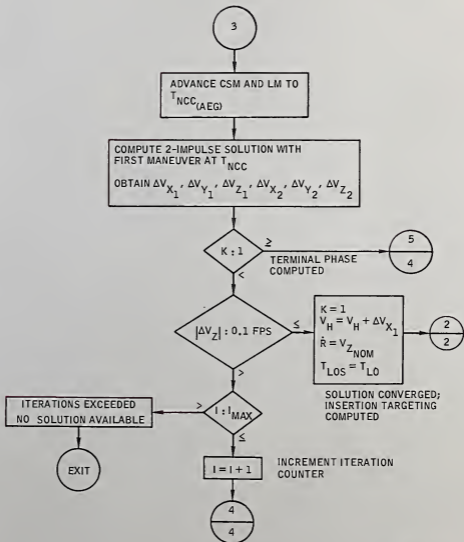 3
ADVANCE CSM AND LM TO
T_NCC(AEG)
COMPUTE 2-IMPULSE SOLUTION WITH
FIRST MANEUVER AT T_NCC
OBTAIN ΔV_X1, ΔV_Y1, ΔV_Z1, ΔV_X2, ΔV_Y2, ΔV_Z2
K : 1
≥
TERMINAL PHASE
COMPUTED
5
4
<
|ΔV_Z| : 0.1 FPS
≤
K = 1
V_H = V_H + ΔV_X1
Ṙ = V_Z_NOM
T_LOS = T_LO
2
2
SOLUTION CONVERGED;
INSERTION TARGETING
COMPUTED
>
I : I_MAX
>
ITERATIONS EXCEEDED
NO SOLUTION AVAILABLE
EXIT
≤
I = I + 1
INCREMENT ITERATION
COUNTER
4
4